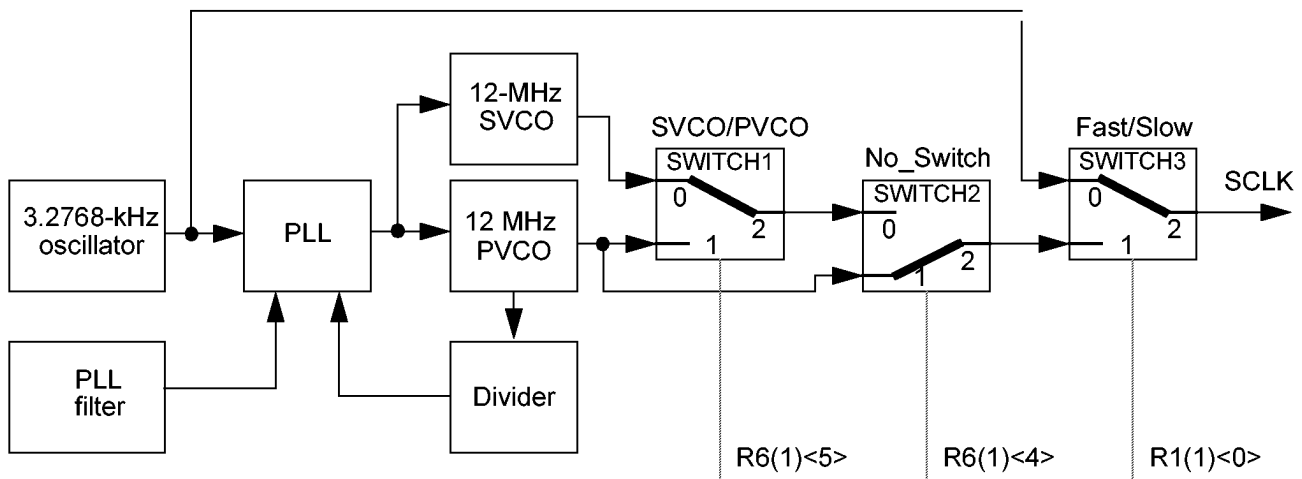 12-MHz
SVCO
SVCO/PVCO
Fast/Slow
SWITCH1
0
2
1
No_Switch
SWITCH2
0
1
2
SWITCH3
0
2
1
SCLK
3.2768-kHz
oscillator
PLL
12 MHz
PVCO
PLL
filter
Divider
R6(1)<5>
R6(1)<4>
R1(1)<0>